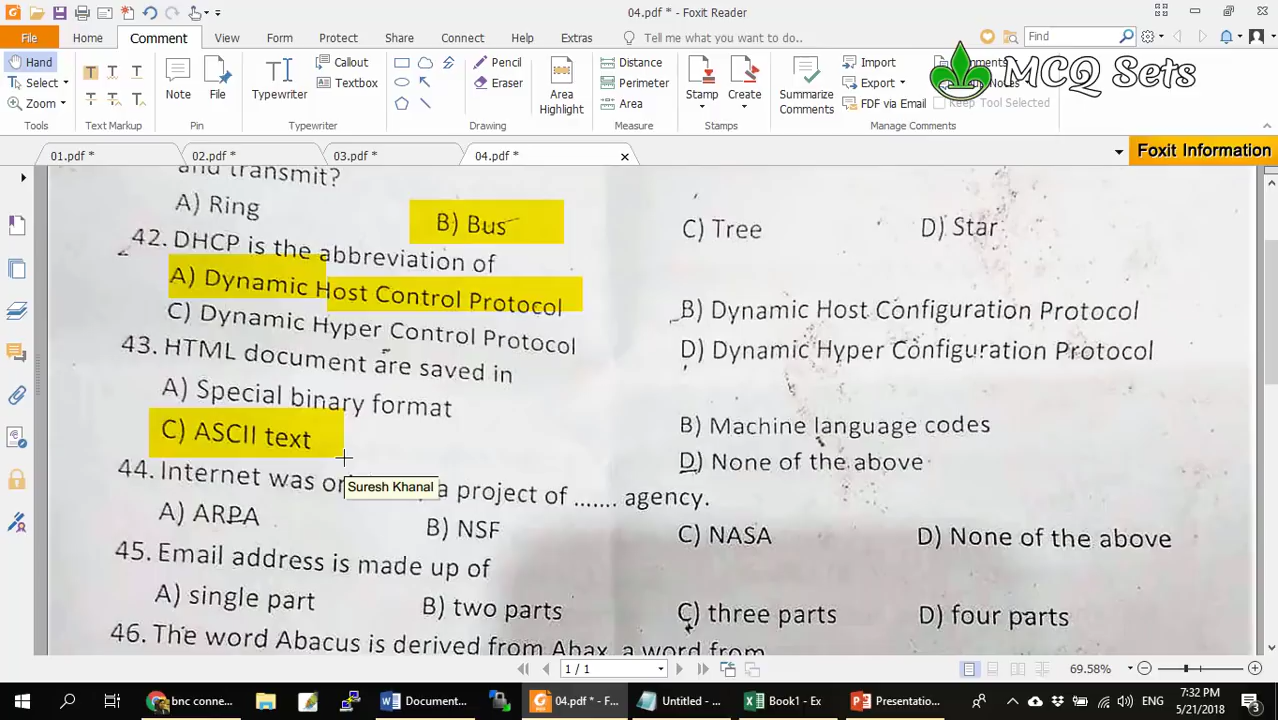 04.pdf * - Foxit Reader
File Home Comment View Form Protect Share Connect Help Extras Tell me what you want to do.. Find
Hand
Select
Zoom
Tools
Text Markup
Note
File
Pin
Typewriter
Callout
Textbox
Typewriter
Pencil
Eraser
Area Highlight
Drawing
Distance
Perimeter
Area
Measure
Stamp
Create
Stamps
Summarize Comments
Import
Export
FDF via Email
Keep Tool Selected
Manage Comments
MCQ Sets
01.pdf * 02.pdf * 03.pdf * 04.pdf *
Foxit Information
and transmit?
A) Ring B) Bus C) Tree D) Star
42. DHCP is the abbreviation of
A) Dynamic Host Control Protocol B) Dynamic Host Configuration Protocol
C) Dynamic Hyper Control Protocol D) Dynamic Hyper Configuration Protocol
43. HTML document are saved in
A) Special binary format B) Machine language codes
C) ASCII text D) None of the above
Suresh Khanal
44. Internet was a project of ....... agency.
A) ARPA B) NSF C) NASA D) None of the above
45. Email address is made up of
A) single part B) two parts C) three parts D) four parts
46. The word Abacus is derived from Abax, a word from
1 / 1 69.58%
bnc conne... Document... 04.pdf * - F... Untitled - ... Book1 - Ex Presentatio... ENG 7:32 PM
5/21/2018
3